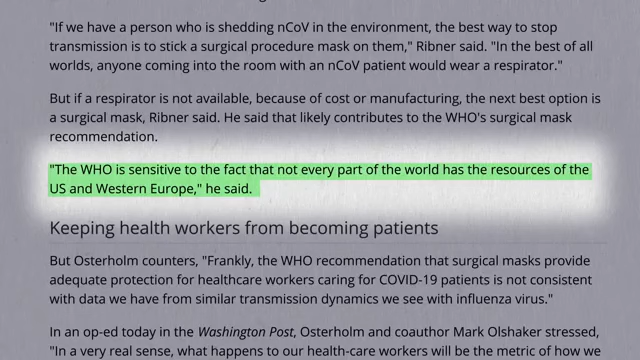 "If we have a person who is shedding nCoV in the environment, the best way to stop
transmission is to stick a surgical procedure mask on them," Ribner said. "In the best of all
worlds, anyone coming into the room with an nCoV patient would wear a respirator."
But if a respirator is not available, because of cost or manufacturing, the next best option is
a surgical mask, Ribner said. He said that likely contributes to the WHO's surgical mask
recommendation.
"The WHO is sensitive to the fact that not every part of the world has the resources of the
US and Western Europe," he said.
Keeping health workers from becoming patients
But Osterholm counters, "Frankly, the WHO recommendation that surgical masks provide
adequate protection for healthcare workers caring for COVID-19 patients is not consistent
with data we have from similar transmission dynamics we see with influenza virus."
In an op-ed today in the Washington Post, Osterholm and coauthor Mark Olshaker stressed,
"In a very real sense, what happens to our health-care workers will be the metric of how we